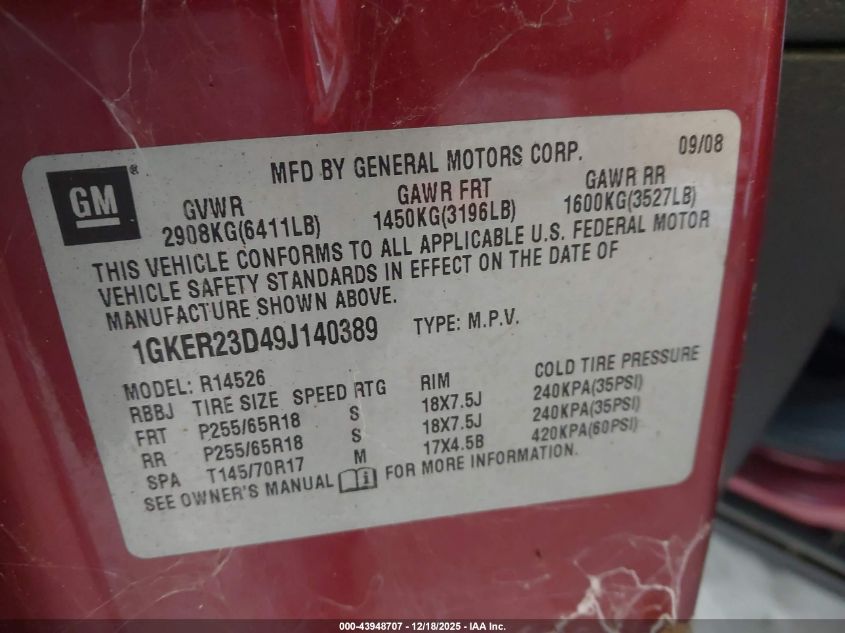 MFD BY GENERAL MOTORS CORP. 09/08
GM ®
GVWR GAWR FRT GAWR RR
2908KG(6411LB) 1450KG(3196LB) 1600KG(3527LB)
THIS VEHICLE CONFORMS TO ALL APPLICABLE U.S. FEDERAL MOTOR
VEHICLE SAFETY STANDARDS IN EFFECT ON THE DATE OF
MANUFACTURE SHOWN ABOVE.
1GKER23D49J140389 TYPE: M.P.V.
MODEL: R14526
RBBJ TIRE SIZE SPEED RTG RIM COLD TIRE PRESSURE
FRT P255/65R18 S 18X7.5J 240KPA(35PSI)
RR P255/65R18 S 18X7.5J 240KPA(35PSI)
SPA T145/70R17 M 17X4.5B 420KPA(60PSI)
SEE OWNER'S MANUAL i FOR MORE INFORMATION.
000-43948707 - 12/18/2025 - IAA Inc.